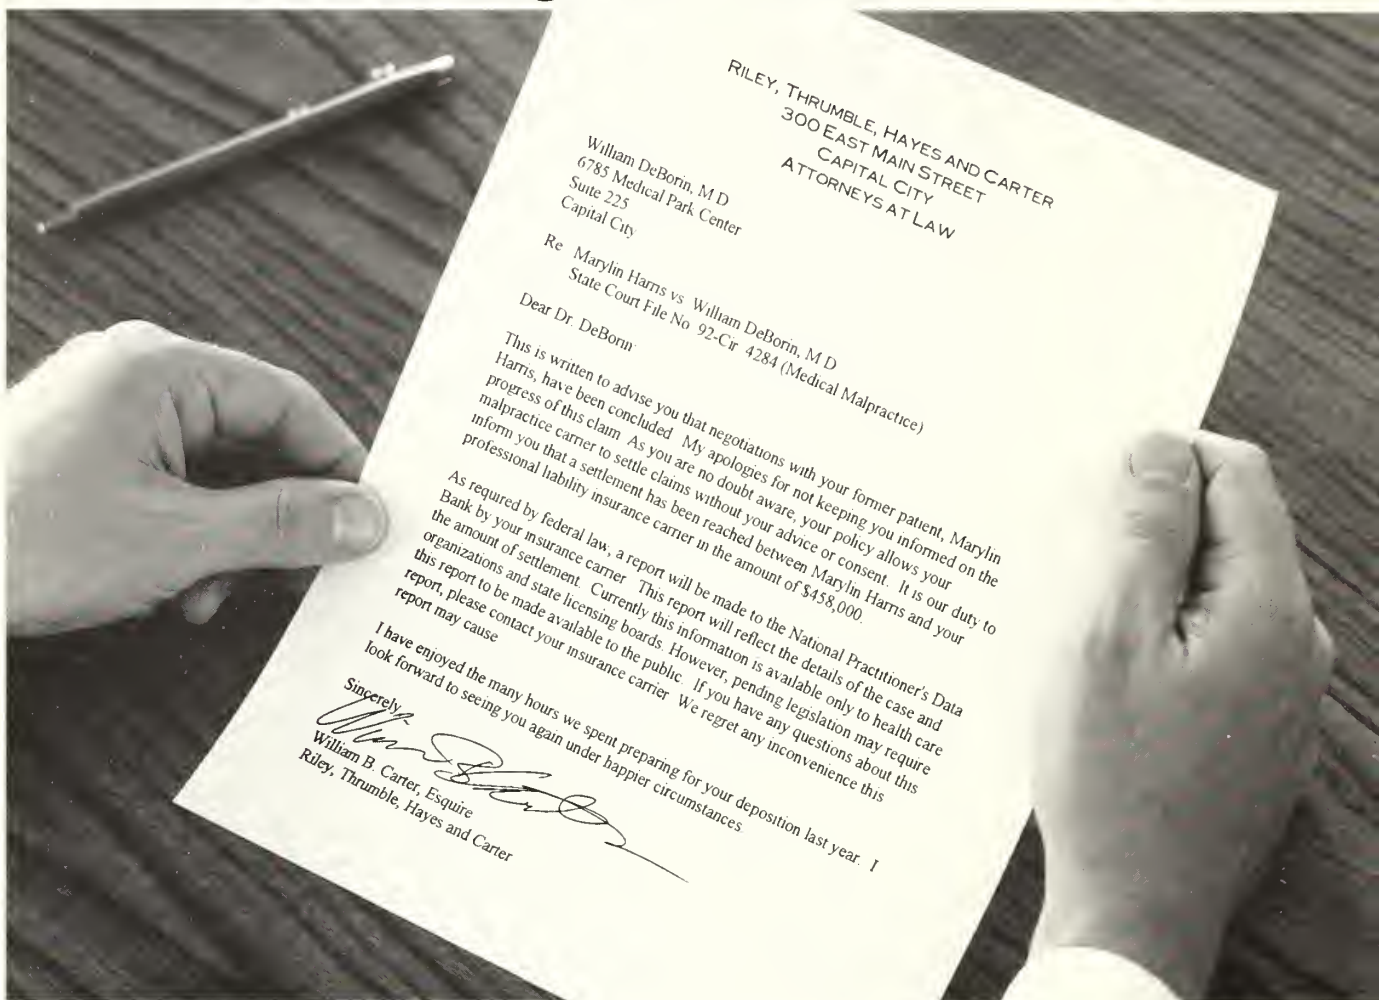 RILEY, THRUMBLE, HAYES AND CARTER
300 EAST MAIN STREET
CAPITAL CITY
ATTORNEYS AT LAW
William DeBorin, M D
6785 Medical Park Center
Suite 225
Capital City
Re Marylin Harris vs William DeBorin, M D
State Court File No 92-Cir 4284 (Medical Malpractice)
Dear Dr. DeBorin
This is written to advise you that negotiations with your former patient, Marylin
Harris, have been concluded My apologies for not keeping you informed on the
progress of this claim As you are no doubt aware, your policy allows your
malpractice carrier to settle claims without your advice or consent. It is our duty to
inform you that a settlement has been reached between Marylin Harris and your
professional liability insurance carrier in the amount of $458,000.
As required by federal law, a report will be made to the National Practitioner's Data
Bank by your insurance carrier This report will reflect the details of the case and
the amount of settlement. Currently this information is available only to health care
organizations and state licensing boards. However, pending legislation may require
this report to be made available to the public. If you have any questions about this
report, please contact your insurance carrier We regret any inconvenience this
report may cause
I have enjoyed the many hours we spent preparing for your deposition last year. I
look forward to seeing you again under happier circumstances
Sincerely,
William B. Carter, Esquire
Riley, Thrumble, Hayes and Carter